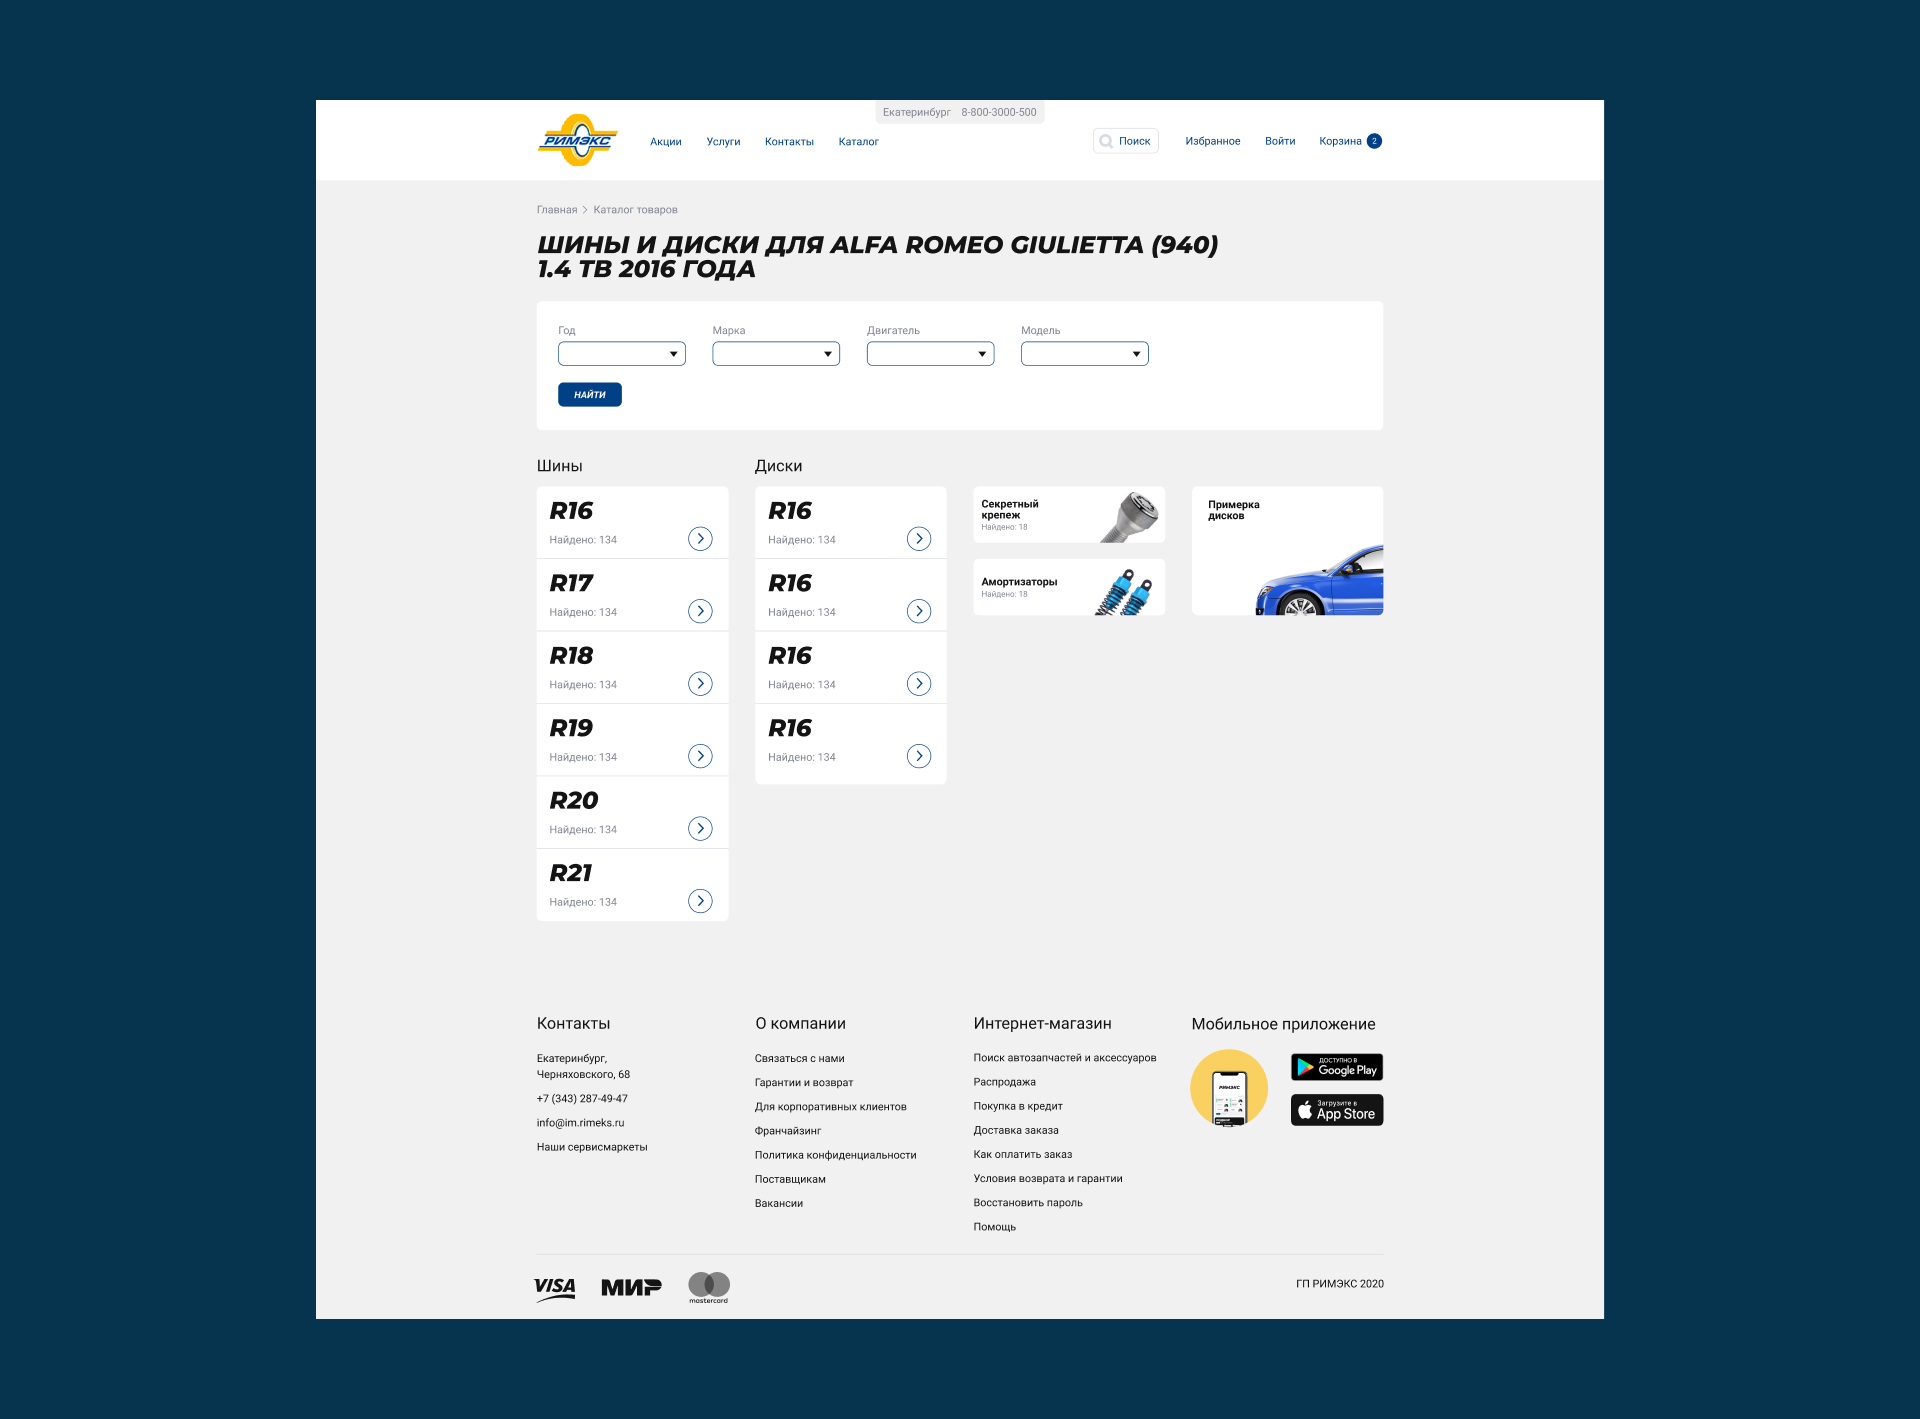 Екатеринбург 8-800-3000-500
РИМЭКС
Акции Услуги Контакты Каталог
Поиск Избранное Войти Корзина 2
Главная Каталог товаров
ШИНЫ И ДИСКИ ДЛЯ ALFA ROMEO GIULIETTA (940)
1.4 ТВ 2016 ГОДА
Год Марка Двигатель Модель
НАЙТИ
Шины
R16
Найдено: 134
R17
Найдено: 134
R18
Найдено: 134
R19
Найдено: 134
R20
Найдено: 134
R21
Найдено: 134
Диски
R16
Найдено: 134
R16
Найдено: 134
R16
Найдено: 134
R16
Найдено: 134
Секретный
крепеж
Найдено: 18
Амортизаторы
Найдено: 18
Примерка
дисков
Контакты
Екатеринбург,
Черняховского, 68
+7 (343) 287-49-47
info@im.rimeks.ru
Наши сервисмаркеты
О компании
Связаться с нами
Гарантии и возврат
Для корпоративных клиентов
Франчайзинг
Политика конфиденциальности
Поставщикам
Вакансии
Интернет-магазин
Поиск автозапчастей и аксессуаров
Распродажа
Покупка в кредит
Доставка заказа
Как оплатить заказ
Условия возврата и гарантии
Восстановить пароль
Помощь
Мобильное приложение
РИМЭКС
ДОСТУПНО В
Google Play
Загрузите в
App Store
VISA
МИР
mastercard
ГП РИМЭКС 2020